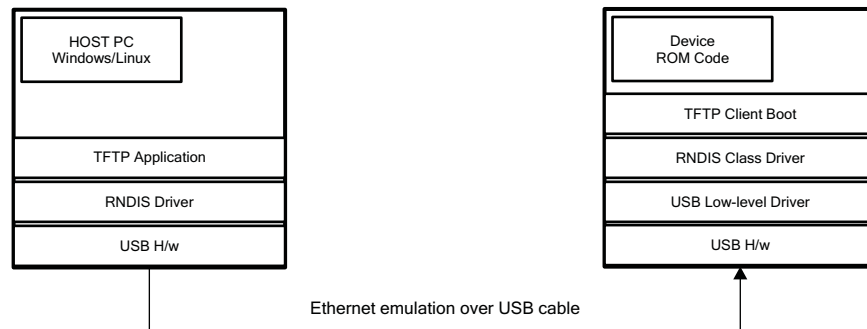 HOST PC
Windows/Linux
TFTP Application
RNDIS Driver
USB H/w
Device
ROM Code
TFTP Client Boot
RNDIS Class Driver
USB Low-level Driver
USB H/w
Ethernet emulation over USB cable